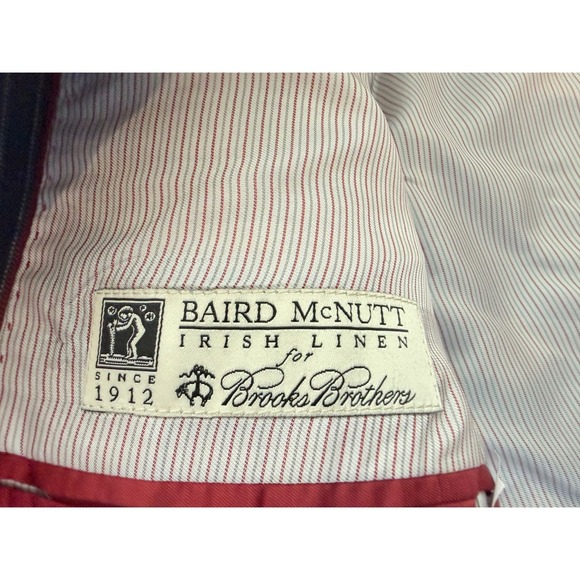 BAIRD McNUTT
IRISH LINEN
for
Brooks Brothers
SINCE
1912